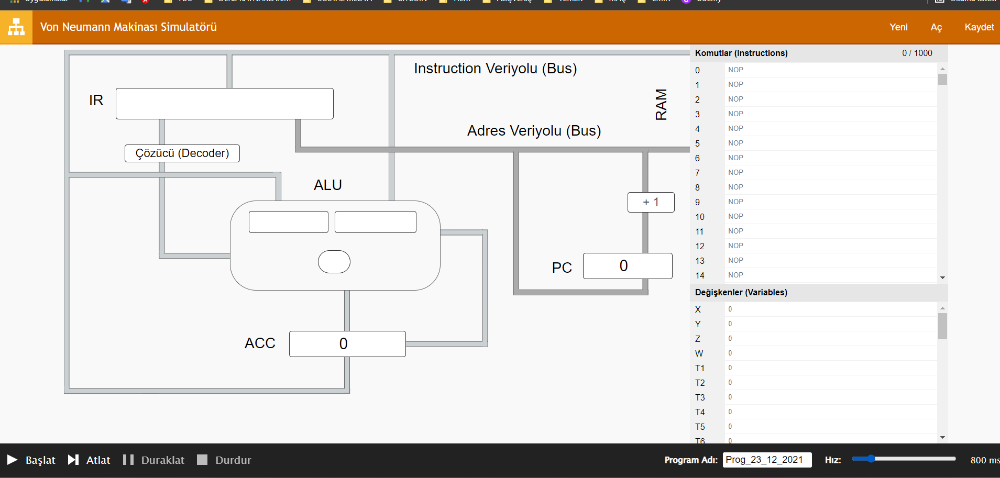 Von Neumann Makinası Simulatörü
Yeni Aç Kaydet
Instruction Veriyolu (Bus)
IR
RAM
Adres Veriyolu (Bus)
Çözücü (Decoder)
ALU
+ 1
PC 0
ACC 0
Komutlar (Instructions) 0 / 1000
0 NOP
1 NOP
2 NOP
3 NOP
4 NOP
5 NOP
6 NOP
7 NOP
8 NOP
9 NOP
10 NOP
11 NOP
12 NOP
13 NOP
14 NOP
Değişkenler (Variables)
X 0
Y 0
Z 0
W 0
T1 0
T2 0
T3 0
T4 0
T5 0
T6 0
Başlat Atlat Duraklat Durdur
Program Adı: Prog_23_12_2021 Hız: 800 ms